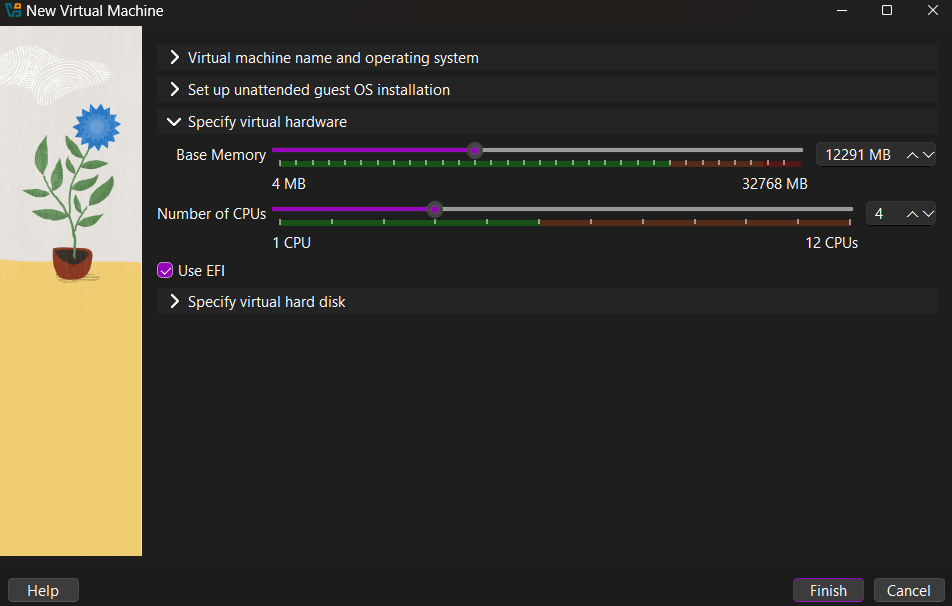 New Virtual Machine
Virtual machine name and operating system
Set up unattended guest OS installation
Specify virtual hardware
Base Memory 12291 MB
4 MB 32768 MB
Number of CPUs 4
1 CPU 12 CPUs
Use EFI
Specify virtual hard disk
Help Finish Cancel